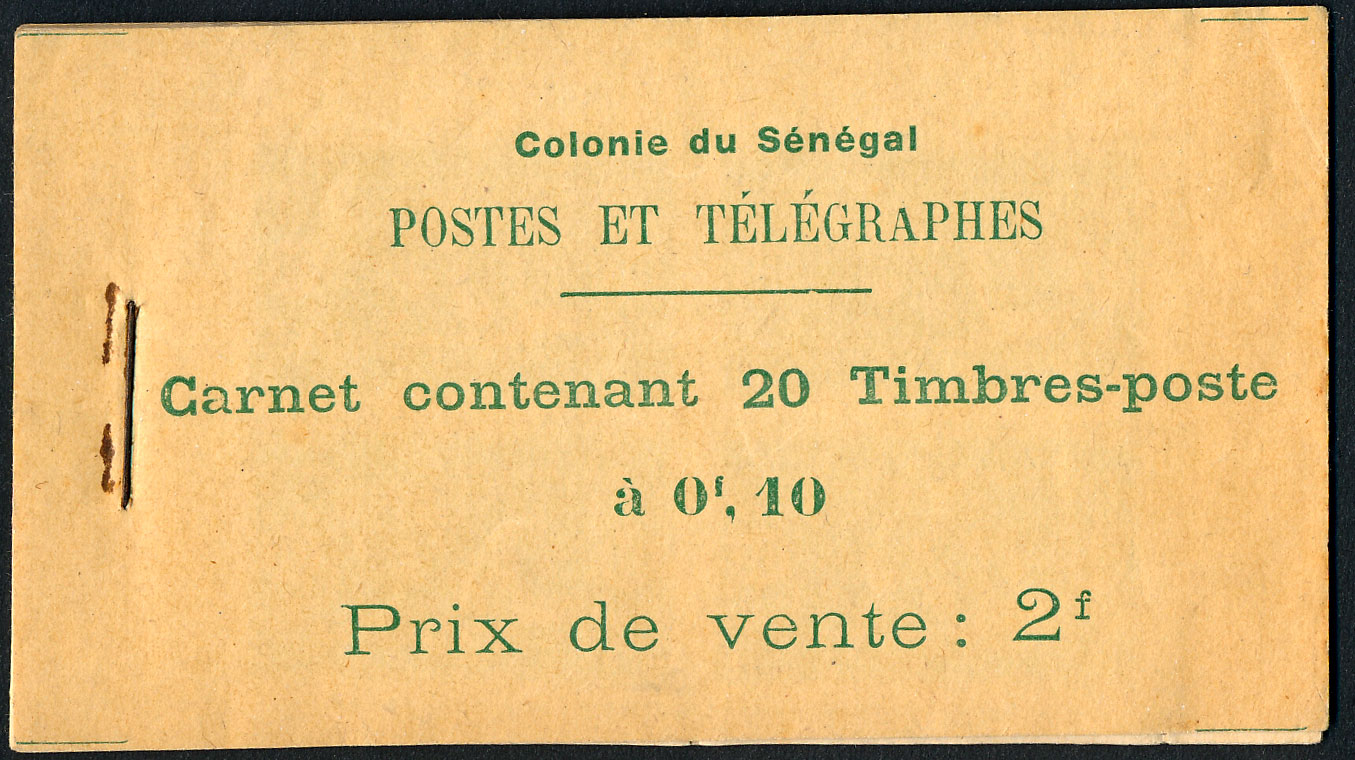 Colonie du Sénégal
POSTES ET TÉLÉGRAPHES
Carnet contenant 20 Timbres-poste
à 0ᶠ, 10
Prix de vente : 2ᶠ